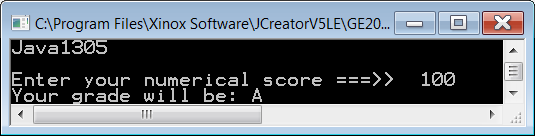 C:\Program Files\Xinox Software\JCreatorV5LE\GE20...
Java1305
Enter your numerical score ===>>  100
Your grade will be: A